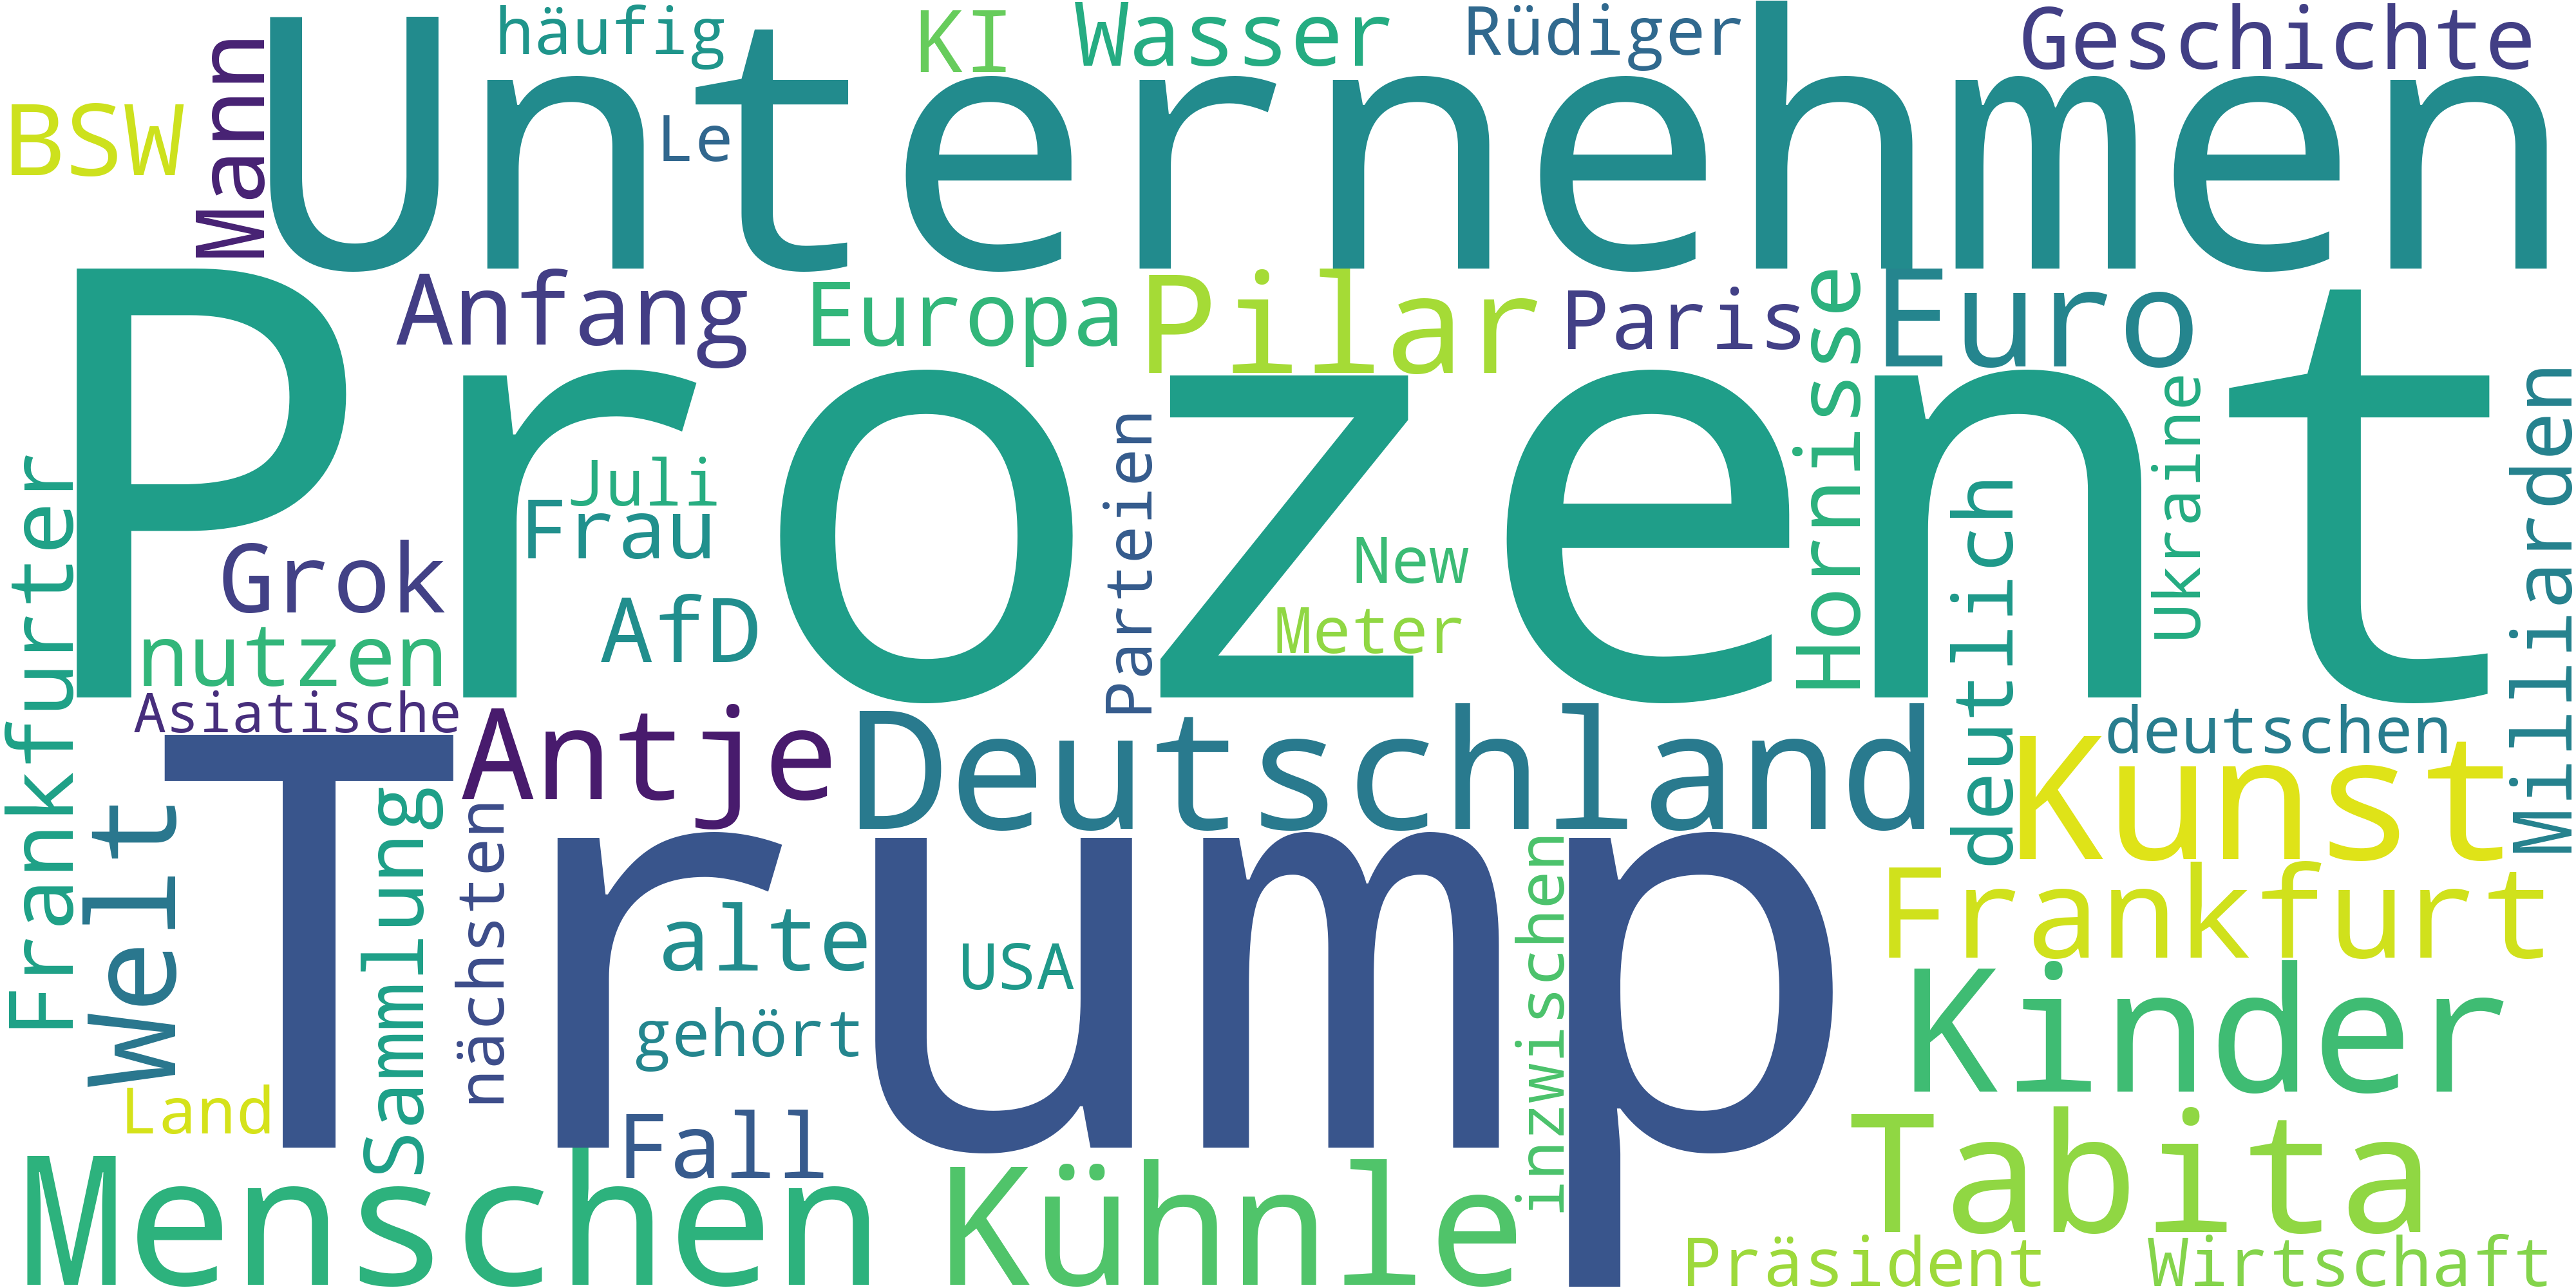 häufig
KI
Wasser
Rüdiger
Geschichte
Mann
Unternehmen
BSW
Le
Anfang
Europa
Pilar
Paris
Hornisse
Euro
Prozent
Juli
Frau
Parteien
New
deutlich
Ukraine
Milliarden
Frankfurter
Grok
AfD
Meter
nutzen
Asiatische
Antje
Deutschland
deutschen
Kunst
Trump
Welt
Sammlung
nächsten
alte
USA
inzwischen
Frankfurt
gehört
Kinder
Land
Fall
Menschen
Kühnle
Tabita
Präsident
Wirtschaft